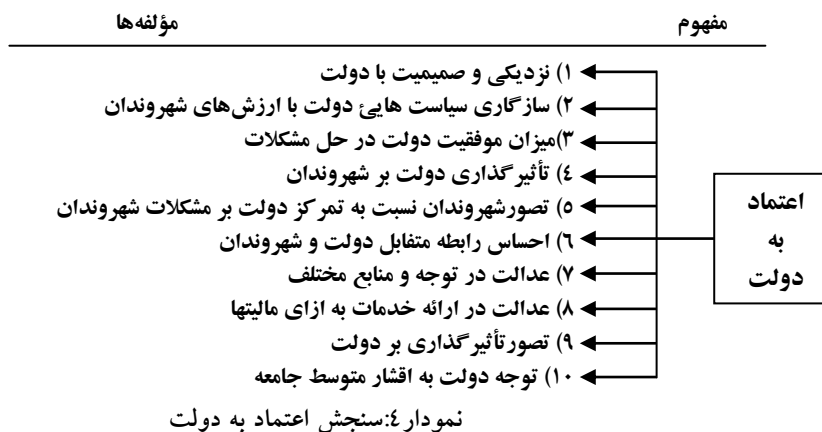 مفهوم
مؤلفه‌ها
۱) نزدیکی و صمیمیت با دولت
۲) سازگاری سیاست هایئ دولت با ارزش‌های شهروندان
۳)میزان موفقیت دولت در حل مشکلات
٤) تأثیرگذاری دولت بر شهروندان
٥) تصورشهروندان نسبت به تمرکز دولت بر مشکلات شهروندان
٦) احساس رابطه متفابل دولت و شهروندان
۷) عدالت در توجه و منابع مختلف
۸) عدالت در ارائه خدمات به ازای مالیتها
۹) تصورتأثیرگذاری بر دولت
۱۰) توجه دولت به اقشار متوسط جامعه
اعتماد
به
دولت
نمودار٤:سنجش اعتماد به دولت